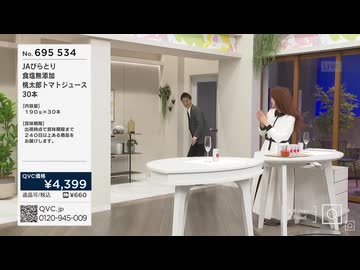 No. 695 534
JAびらとり
食塩無添加
桃太郎トマトジュース
30本
【内容量】
190g×30本
【賞味期限】
出荷時点で賞味期限まで
240日以上ある商品を
お届けします。
QVC価格
¥4,399
返品可/税込 ¥660
QVC.jp
0120-945-009
LIVE